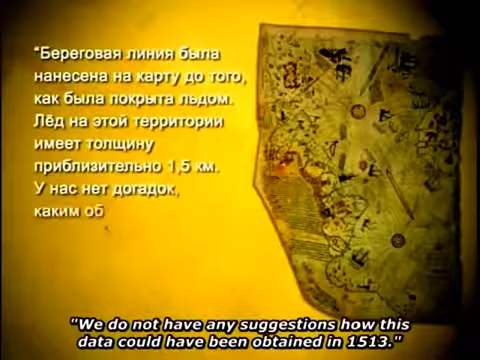 “Береговая линия была
нанесена на карту до того,
как была покрыта льдом.
Лёд на этой территории
имеет толщину
приблизительно 1,5 км.
У нас нет догадок,
каким об
"We do not have any suggestions how this
data could have been obtained in 1513."